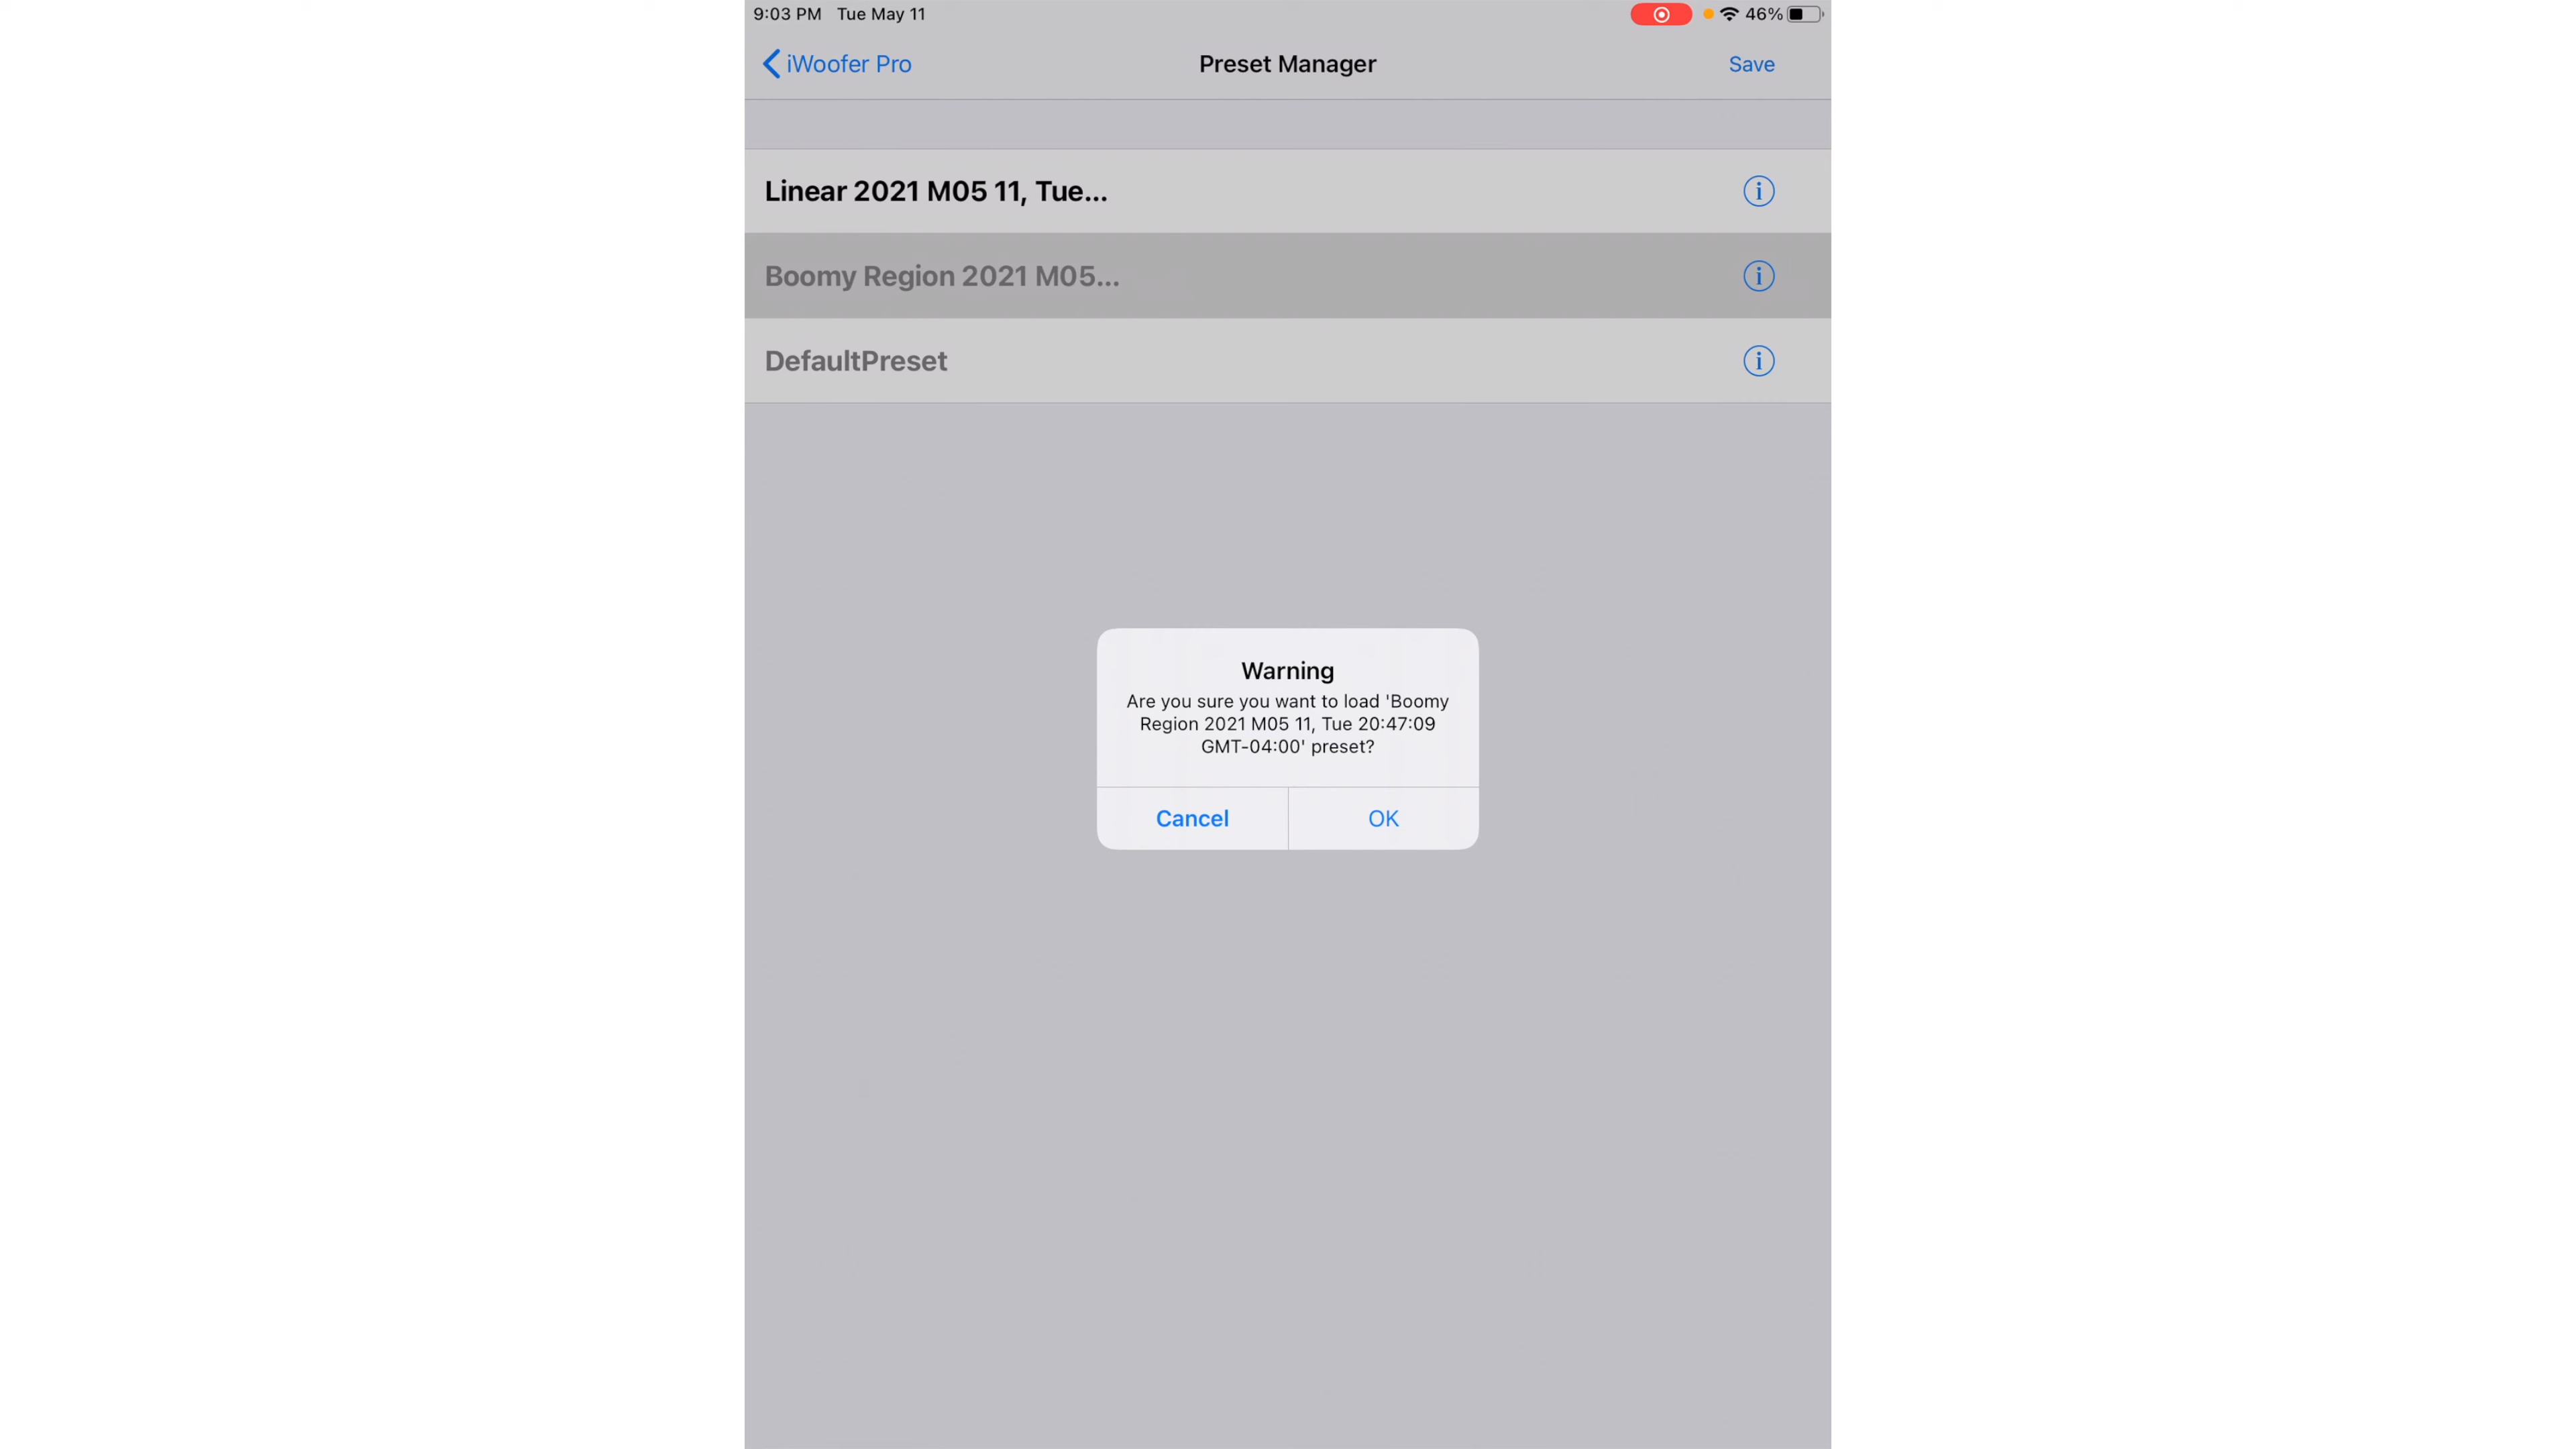 9:03 PM Tue May 11 46%
iWoofer Pro Preset Manager Save
Linear 2021 M05 11, Tue...
Boomy Region 2021 M05...
DefaultPreset
Warning
Are you sure you want to load 'Boomy
Region 2021 M05 11, Tue 20:47:09
GMT-04:00' preset?
Cancel OK